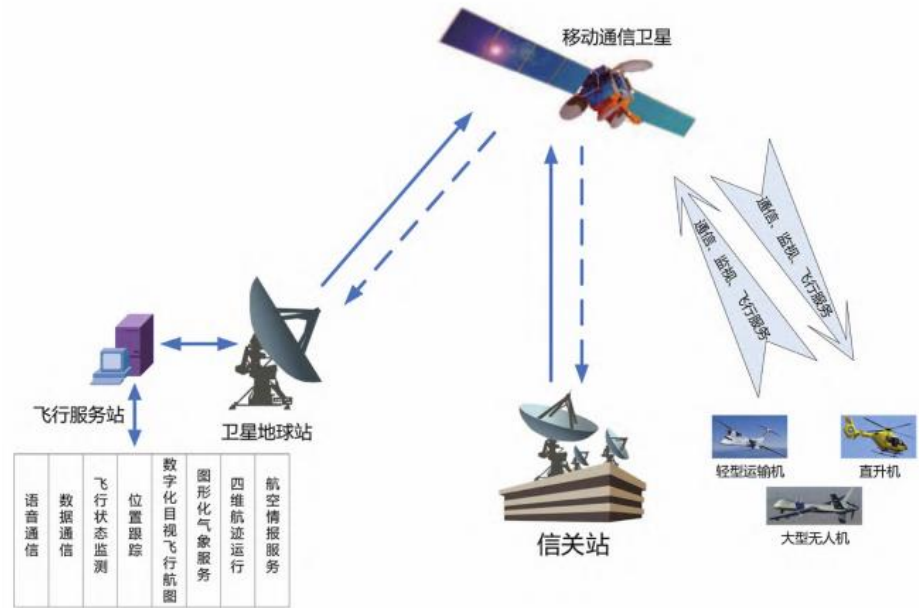 移动通信卫星
通信、监视、飞行服务
通信、监视、飞行服务
飞行服务站
卫星地球站
轻型运输机
直升机
大型无人机
信关站
语音通信
数据通信
飞行状态监测
位置跟踪
数字化目视飞行航图
图形化气象服务
四维航迹运行
航空情报服务